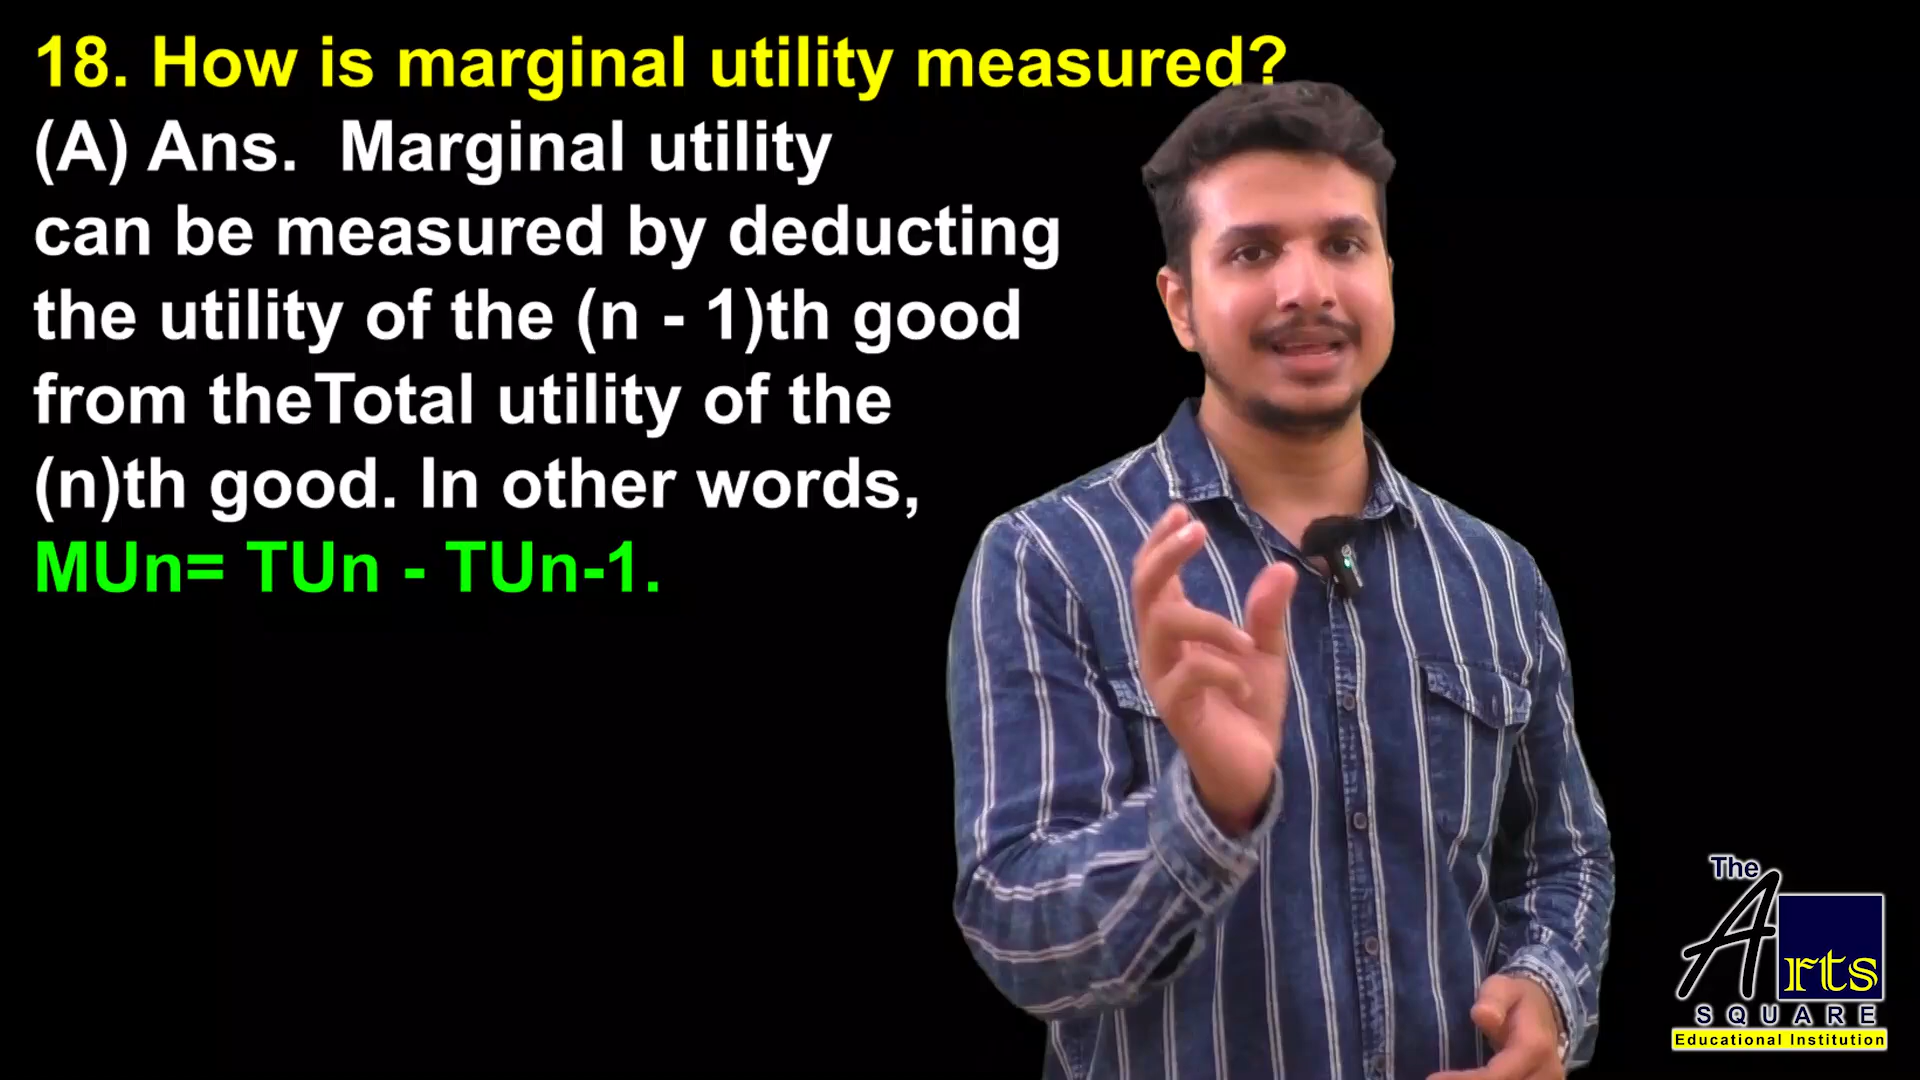 18. How is marginal utility measured?
(A) Ans.  Marginal utility
can be measured by deducting
the utility of the (n - 1)th good
from theTotal utility of the
(n)th good. In other words,
MUn= TUn - TUn-1.
The
Arts
SQUARE
Educational Institution